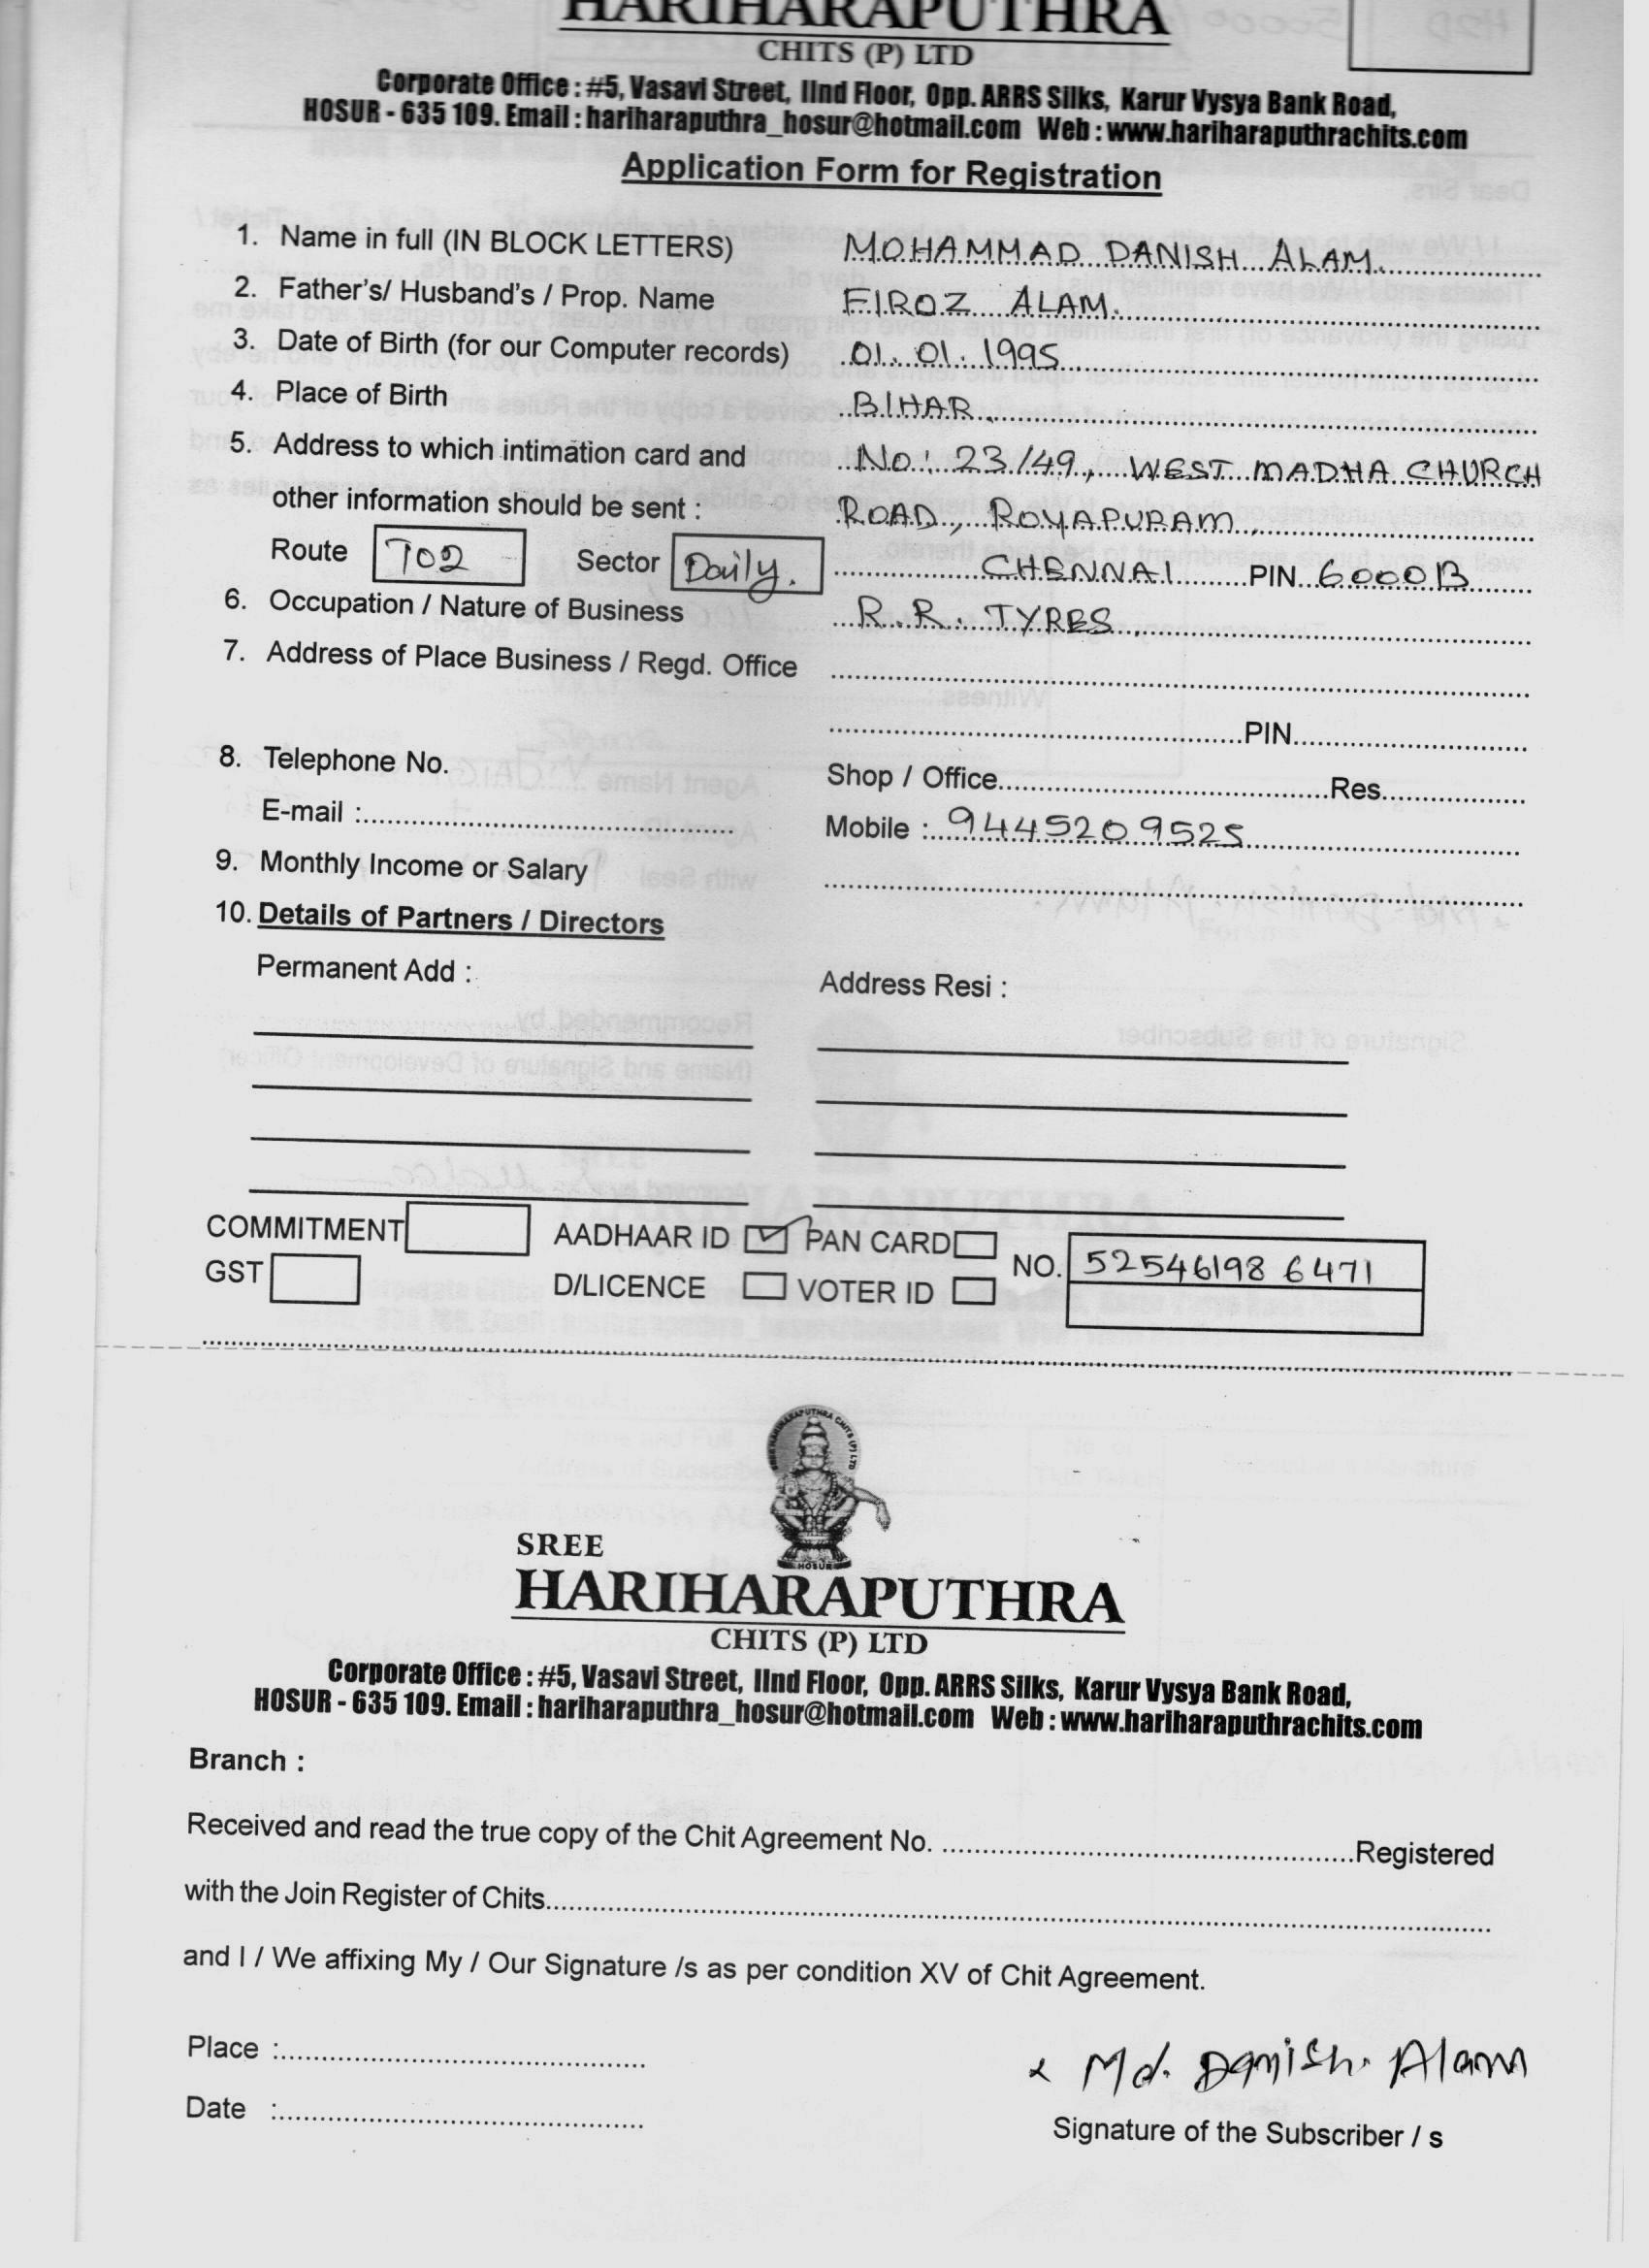 HARIHARAPUTHRA
CHITS (P) LTD
Corporate Office : #5, Vasavi Street, IInd Floor, Opp. ARRS Silks, Karur Vysya Bank Road,
HOSUR - 635 109. Email : hariharaputhra_hosur@hotmail.com Web : www.hariharaputhrachits.com
Application Form for Registration
1. Name in full (IN BLOCK LETTERS) MOHAMMAD DANISH ALAM.
2. Father's/ Husband's / Prop. Name FIROZ ALAM.
3. Date of Birth (for our Computer records) 01. 01. 1995
4. Place of Birth BIHAR
5. Address to which intimation card and No: 23/49, WEST MADHA CHURCH
other information should be sent : ROAD, ROYAPURAM,
Route T02 Sector Daily. CHENNAI PIN 600013
6. Occupation / Nature of Business R.R. TYRES
7. Address of Place Business / Regd. Office
PIN
8. Telephone No. Shop / Office Res.
E-mail : Mobile : 9445209525
9. Monthly Income or Salary
10. Details of Partners / Directors
Permanent Add : Address Resi :
COMMITMENT AADHAAR ID ✓ PAN CARD NO. 52546198 6471
GST D/LICENCE VOTER ID
SREE HARIHARAPUTHRA CHITS (P) LTD
HOSUR
SREE
HARIHARAPUTHRA
CHITS (P) LTD
Corporate Office : #5, Vasavi Street, IInd Floor, Opp. ARRS Silks, Karur Vysya Bank Road,
HOSUR - 635 109. Email : hariharaputhra_hosur@hotmail.com Web : www.hariharaputhrachits.com
Branch :
Received and read the true copy of the Chit Agreement No. Registered
with the Join Register of Chits
and I / We affixing My / Our Signature /s as per condition XV of Chit Agreement.
Place :
Date :
x Md. Danish. Alam
Signature of the Subscriber / s